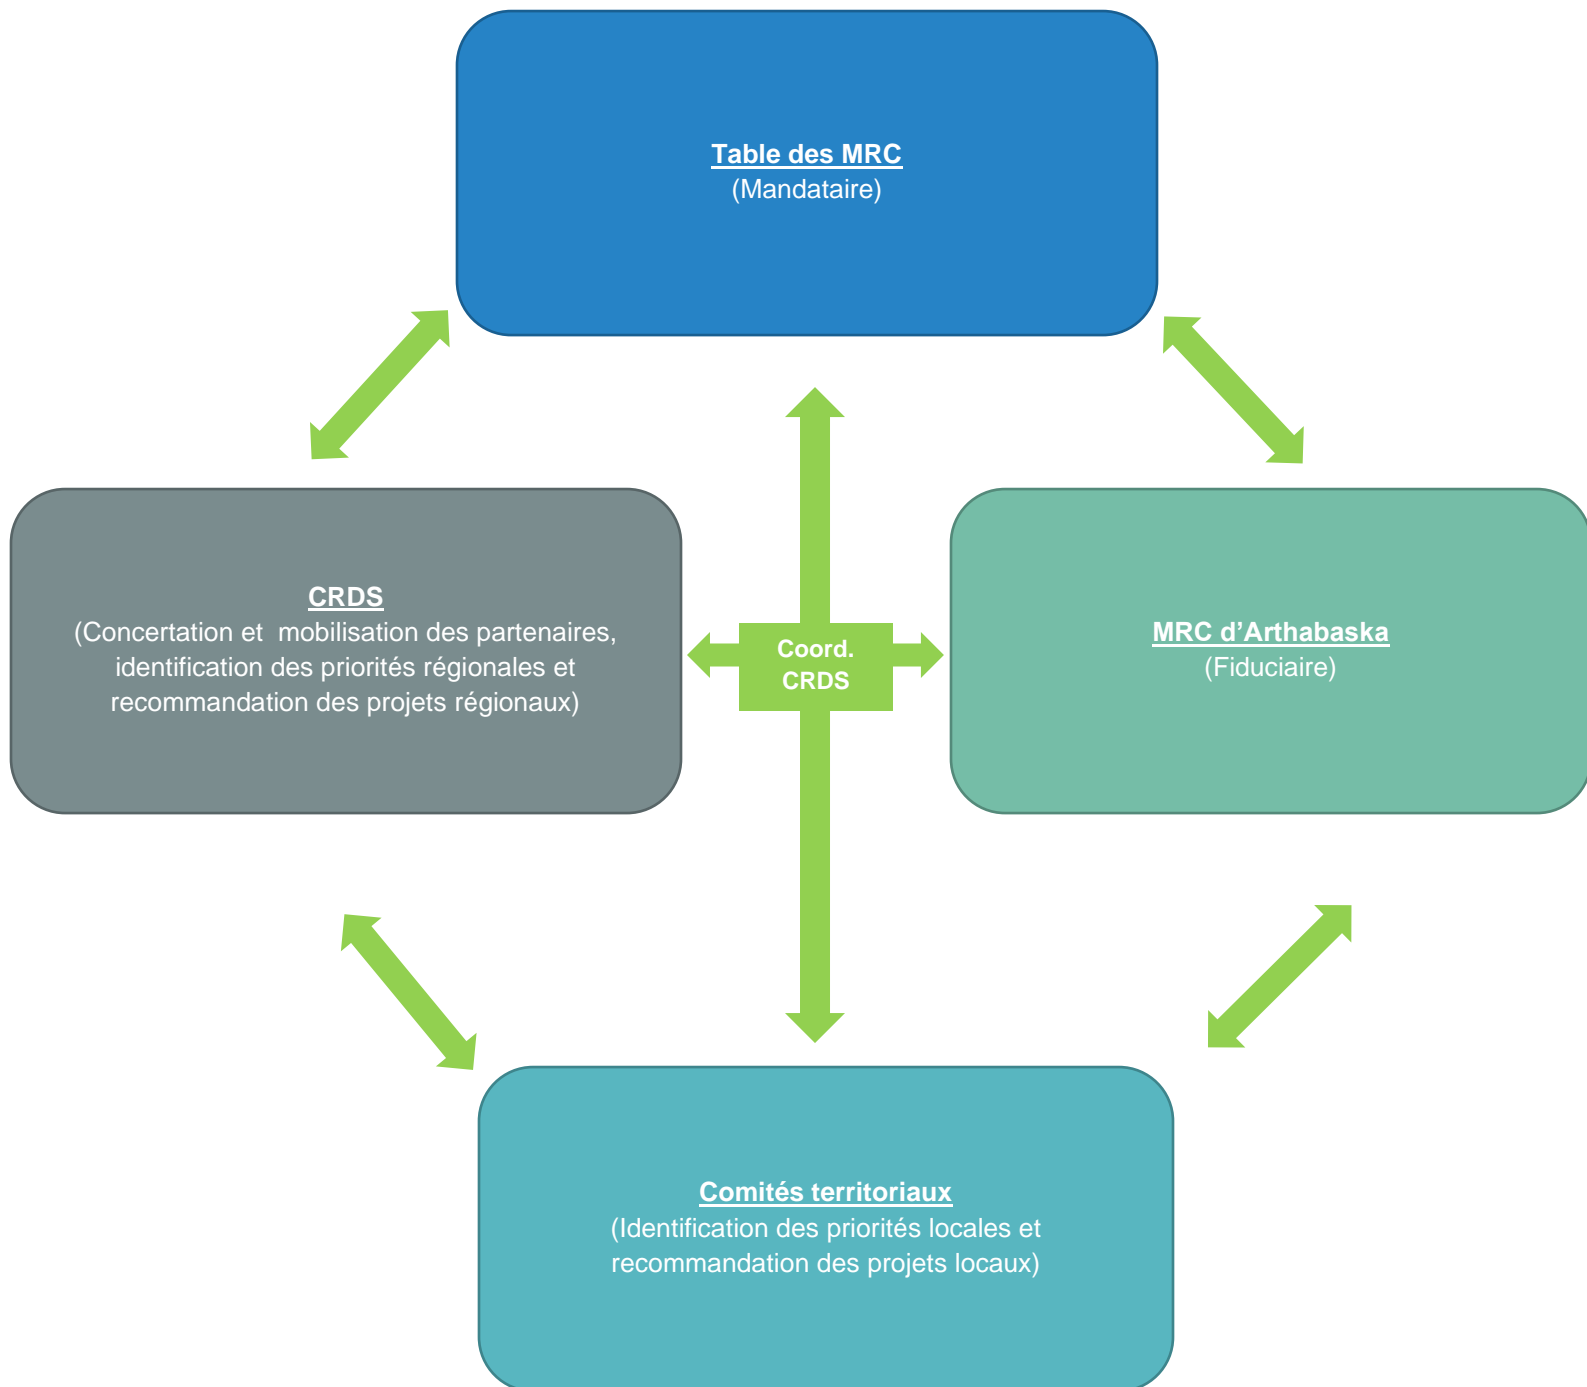 Table des MRC
(Mandataire)
CRDS
(Concertation et  mobilisation des partenaires,
identification des priorités régionales et
recommandation des projets régionaux)
Coord.
CRDS
MRC d’Arthabaska
(Fiduciaire)
Comités territoriaux
(Identification des priorités locales et
recommandation des projets locaux)